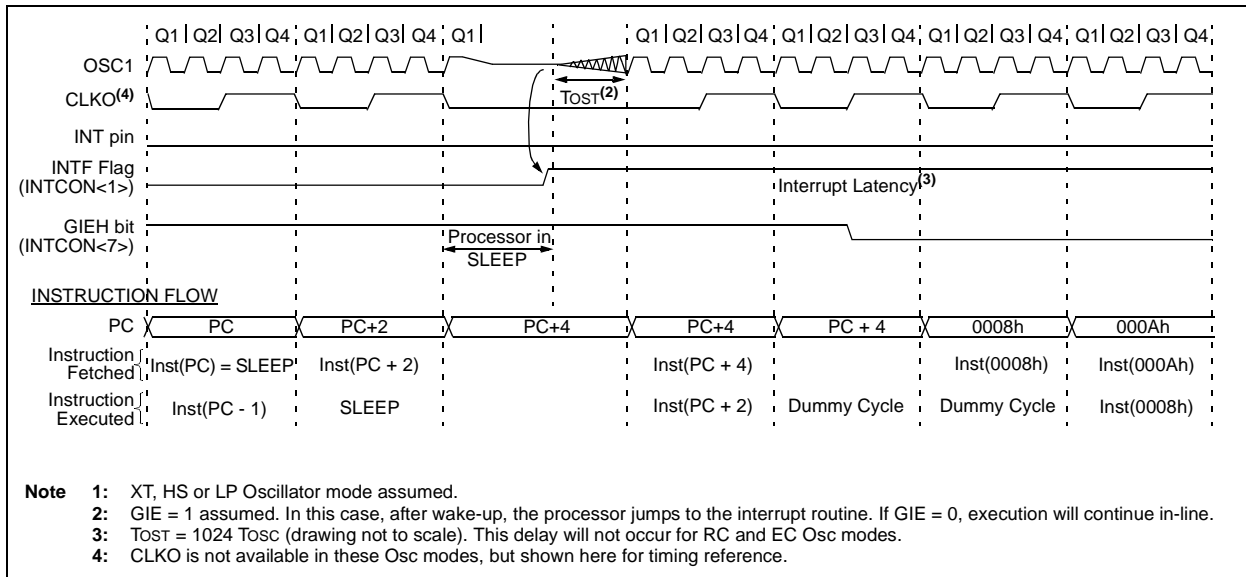 Q1 Q2 Q3 Q4 Q1 Q2 Q3 Q4 Q1 Q1 Q2 Q3 Q4 Q1 Q2 Q3 Q4 Q1 Q2 Q3 Q4 Q1 Q2 Q3 Q4
OSC1
CLKO(4)
TOST(2)
INT pin
INTF Flag
(INTCON<1>)
Interrupt Latency(3)
GIEH bit
(INTCON<7>)
Processor in
SLEEP
INSTRUCTION FLOW
PC PC PC+2 PC+4 PC+4 PC + 4 0008h 000Ah
Instruction
Fetched
Inst(PC) = SLEEP Inst(PC + 2) Inst(PC + 4) Inst(0008h) Inst(000Ah)
Instruction
Executed
Inst(PC - 1) SLEEP Inst(PC + 2) Dummy Cycle Dummy Cycle Inst(0008h)
Note 1: XT, HS or LP Oscillator mode assumed.
2: GIE = 1 assumed. In this case, after wake-up, the processor jumps to the interrupt routine. If GIE = 0, execution will continue in-line.
3: TOST = 1024 TOSC (drawing not to scale). This delay will not occur for RC and EC Osc modes.
4: CLKO is not available in these Osc modes, but shown here for timing reference.